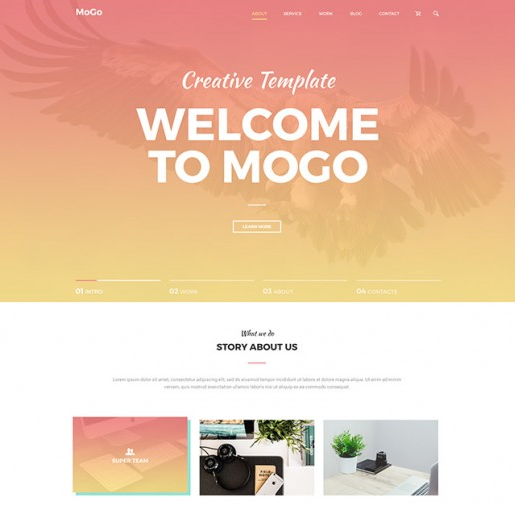 MoGo
ABOUT SERVICE WORK BLOG CONTACT
Creative Template
WELCOME
TO MOGO
LEARN MORE
01 INTRO 02 WORK 03 ABOUT 04 CONTACTS
What we do
STORY ABOUT US
Lorem ipsum dolor sit amet, consectetur adipiscing elit, sed do eiusmod tempor incididunt ut labore et dolore magna aliqua. Ut enim ad minim
veniam, quis nostrud exercitation ullamco laboris nisi ut aliquip ex ea commodo consequat.
SUPER TEAM